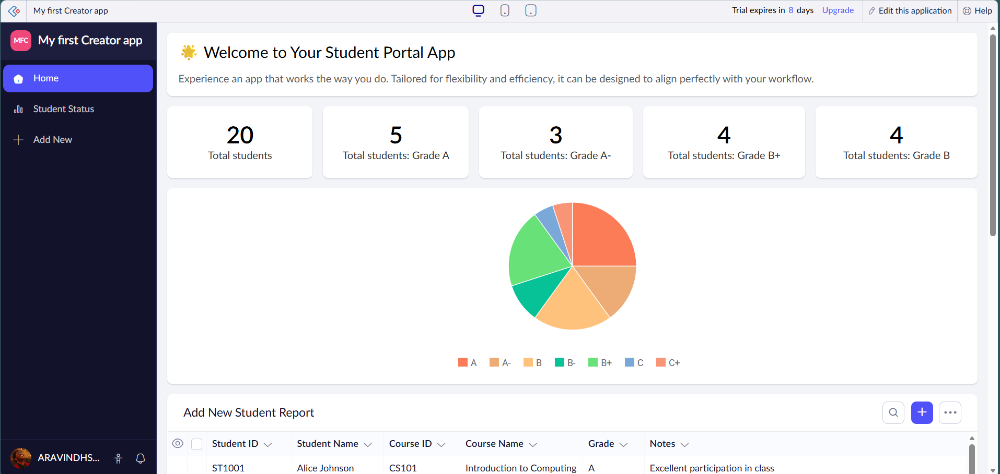 My first Creator app
Trial expires in 8 days Upgrade
Edit this application
Help
MFC My first Creator app
Home
Student Status
Add New
ARAVINDHS...
Welcome to Your Student Portal App
Experience an app that works the way you do. Tailored for flexibility and efficiency, it can be designed to align perfectly with your workflow.
20
Total students
5
Total students: Grade A
3
Total students: Grade A-
4
Total students: Grade B+
4
Total students: Grade B
A A- B B- B+ C C+
Add New Student Report
Student ID Student Name Course ID Course Name Grade Notes
ST1001 Alice Johnson CS101 Introduction to Computing A Excellent participation in class